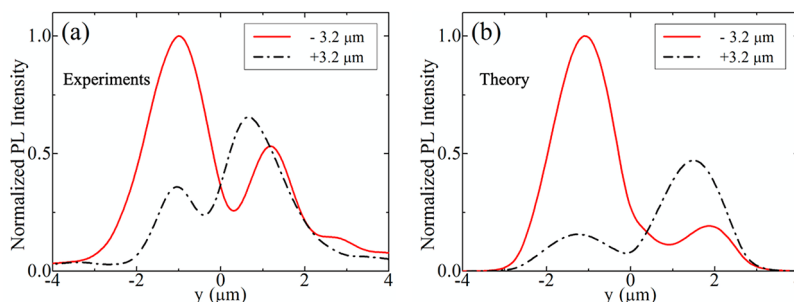 (a)
- 3.2 μm
+3.2 μm
Experiments
Normalized PL Intensity
1.0
0.5
0.0
-4 -2 0 2 4
y (μm)
(b)
- 3.2 μm
+3.2 μm
Theory
Normalized PL Intensity
1.0
0.5
0.0
-4 -2 0 2
y (μm)